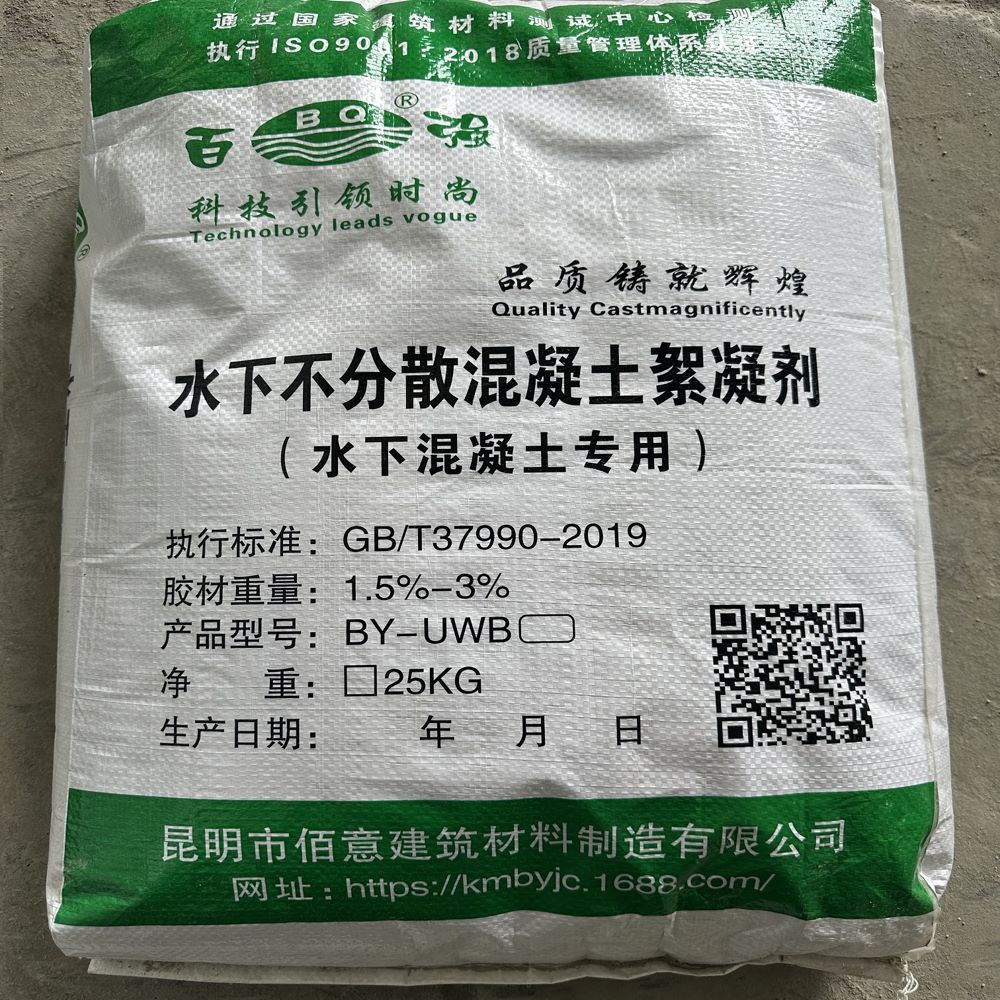 通过国家建筑材料测试中心检测
执行ISO9001:2018质量管理体系认证
百 BQ® 强
科技引领时尚
Technology leads vogue
品质铸就辉煌
Quality Castmagnificently
水下不分散混凝土絮凝剂
(水下混凝土专用)
执行标准:GB/T37990-2019
胶材重量:1.5%-3%
产品型号:BY-UWB
净 重:□25KG
生产日期: 年 月 日
昆明市佰意建筑材料制造有限公司
网址:https://kmbyjc.1688.com/